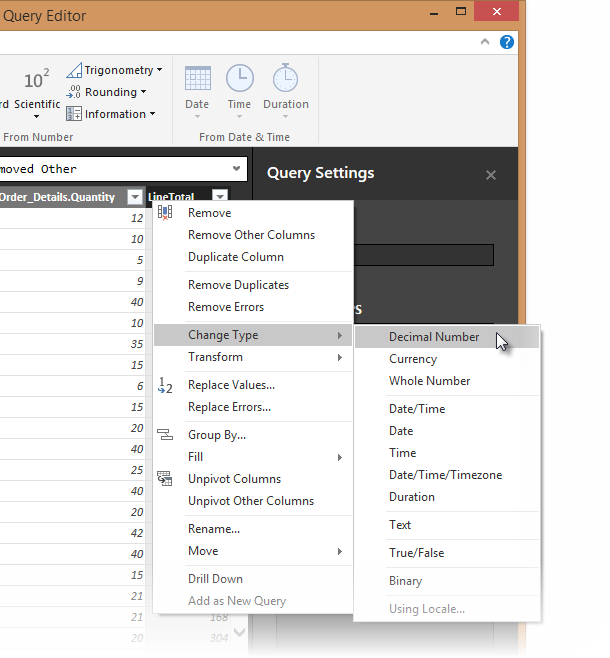 Query Editor
Trigonometry
10² Rounding
rd Scientific Information
Date Time Duration
From Number From Date & Time
moved Other
Query Settings
Order_Details.Quantity LineTotal
12
10
5
9
40
10
35
15
6
15
20
40
25
40
20
42
40
15
21
21 168
20 304
Remove
Remove Other Columns
Duplicate Column
Remove Duplicates
Remove Errors
Change Type
Transform
Replace Values...
Replace Errors...
Group By...
Fill
Unpivot Columns
Unpivot Other Columns
Rename...
Move
Drill Down
Add as New Query
Decimal Number
Currency
Whole Number
Date/Time
Date
Time
Date/Time/Timezone
Duration
Text
True/False
Binary
Using Locale...